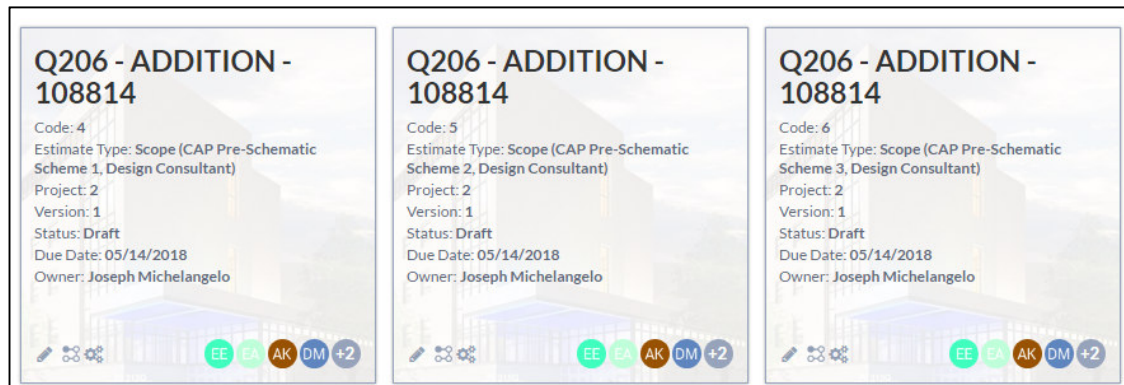 Q206 - ADDITION -
108814
Code: 4
Estimate Type: Scope (CAP Pre-Schematic
Scheme 1, Design Consultant)
Project: 2
Version: 1
Status: Draft
Due Date: 05/14/2018
Owner: Joseph Michelangelo
EE EA AK DM +2
Q206 - ADDITION -
108814
Code: 5
Estimate Type: Scope (CAP Pre-Schematic
Scheme 2, Design Consultant)
Project: 2
Version: 1
Status: Draft
Due Date: 05/14/2018
Owner: Joseph Michelangelo
EE EA AK DM +2
Q206 - ADDITION -
108814
Code: 6
Estimate Type: Scope (CAP Pre-Schematic
Scheme 3, Design Consultant)
Project: 2
Version: 1
Status: Draft
Due Date: 05/14/2018
Owner: Joseph Michelangelo
EE EA AK DM +2